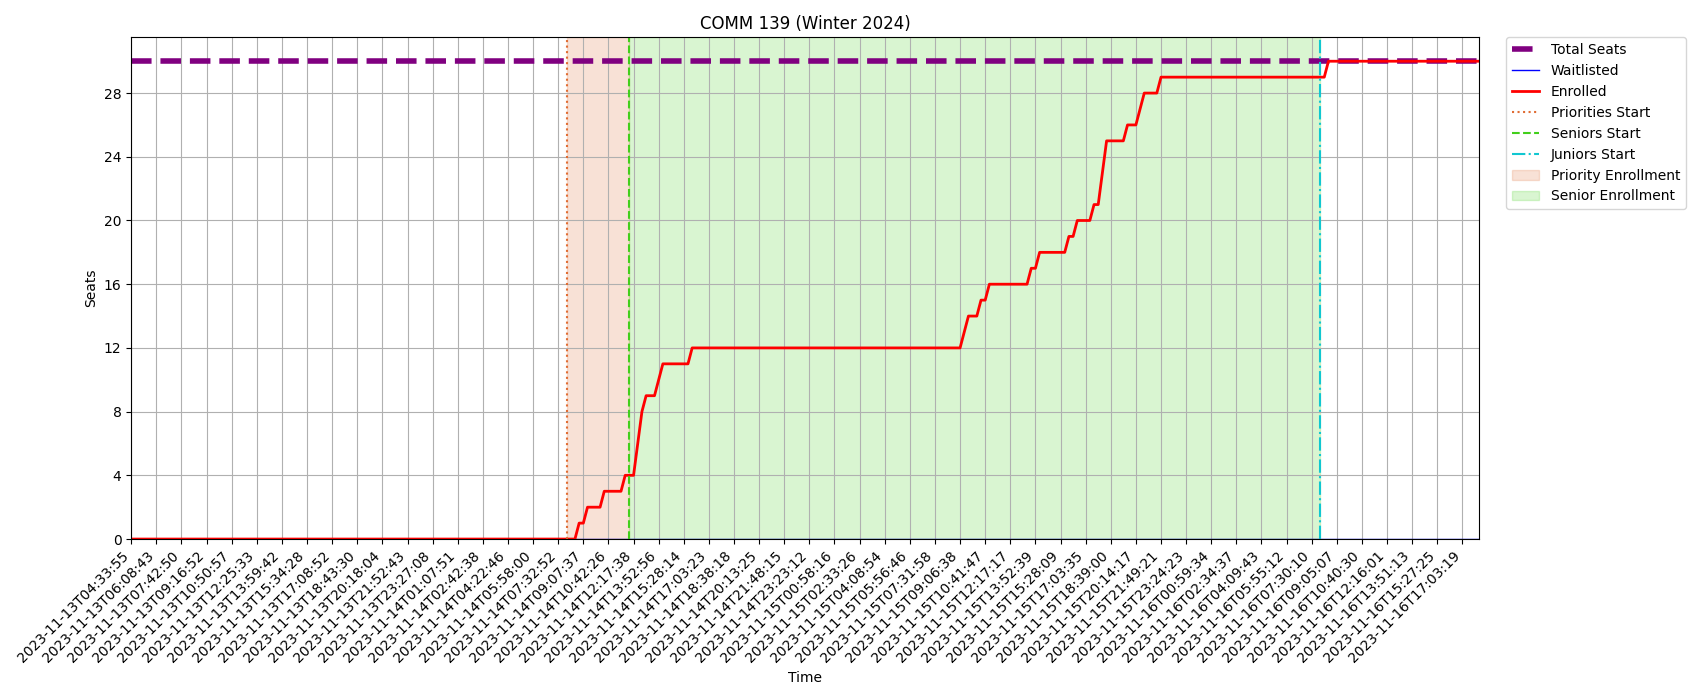 COMM 139 (Winter 2024)
Total Seats
Waitlisted
Enrolled
Priorities Start
Seniors Start
Juniors Start
Priority Enrollment
Senior Enrollment
Seats
28
24
20
16
12
8
4
0
2023-11-13T04:33:55
2023-11-13T06:08:43
2023-11-13T07:42:50
2023-11-13T09:16:52
2023-11-13T10:50:57
2023-11-13T12:25:33
2023-11-13T13:59:42
2023-11-13T15:34:28
2023-11-13T17:08:52
2023-11-13T18:43:30
2023-11-13T20:18:04
2023-11-13T21:52:43
2023-11-13T23:27:08
2023-11-14T01:07:51
2023-11-14T02:42:38
2023-11-14T04:22:46
2023-11-14T05:58:00
2023-11-14T07:32:52
2023-11-14T09:07:37
2023-11-14T10:42:26
2023-11-14T12:17:38
2023-11-14T13:52:56
2023-11-14T15:28:14
2023-11-14T17:03:23
2023-11-14T18:38:18
2023-11-14T20:13:25
2023-11-14T21:48:15
2023-11-14T23:23:12
2023-11-15T00:58:16
2023-11-15T02:33:26
2023-11-15T04:08:54
2023-11-15T05:56:46
2023-11-15T07:31:58
2023-11-15T09:06:38
2023-11-15T10:41:47
2023-11-15T12:17:17
2023-11-15T13:52:39
2023-11-15T15:28:09
2023-11-15T17:03:35
2023-11-15T18:39:00
2023-11-15T20:14:17
2023-11-15T21:49:21
2023-11-15T23:24:23
2023-11-16T00:59:34
2023-11-16T02:34:37
2023-11-16T04:09:43
2023-11-16T05:55:12
2023-11-16T07:30:10
2023-11-16T09:05:07
2023-11-16T10:40:30
2023-11-16T12:16:01
2023-11-16T13:51:13
2023-11-16T15:27:25
2023-11-16T17:03:19
Time